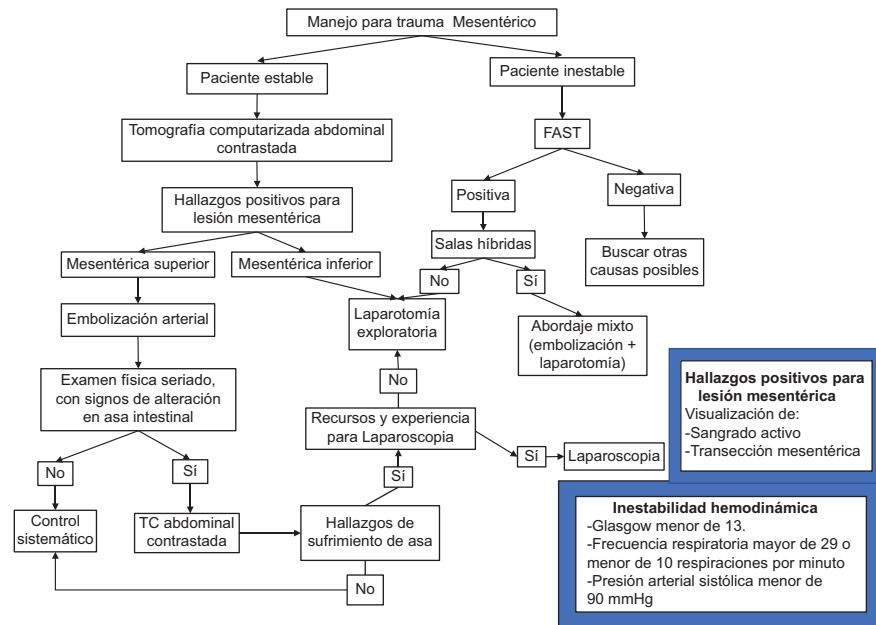 Manejo para trauma Mesentérico
Paciente estable
Paciente inestable
Tomografía computarizada abdominal
contrastada
FAST
Hallazgos positivos para
lesión mesentérica
Positiva
Negativa
Salas híbridas
Buscar otras
causas posibles
Mesentérica superior
Mesentérica inferior
No
Sí
Embolización arterial
Laparotomía
exploratoria
Abordaje mixto
(embolización +
laparotomía)
Examen física seriado,
con signos de alteración
en asa intestinal
No
Recursos y experiencia
para Laparoscopia
Sí
Laparoscopia
No
Sí
Sí
Control
sistemático
TC abdominal
contrastada
Hallazgos de
sufrimiento de asa
No
Hallazgos positivos para
lesión mesentérica
Visualización de:
-Sangrado activo
-Transección mesentérica
Inestabilidad hemodinámica
-Glasgow menor de 13.
-Frecuencia respiratoria mayor de 29 o
menor de 10 respiraciones por minuto
-Presión arterial sistólica menor de
90 mmHg